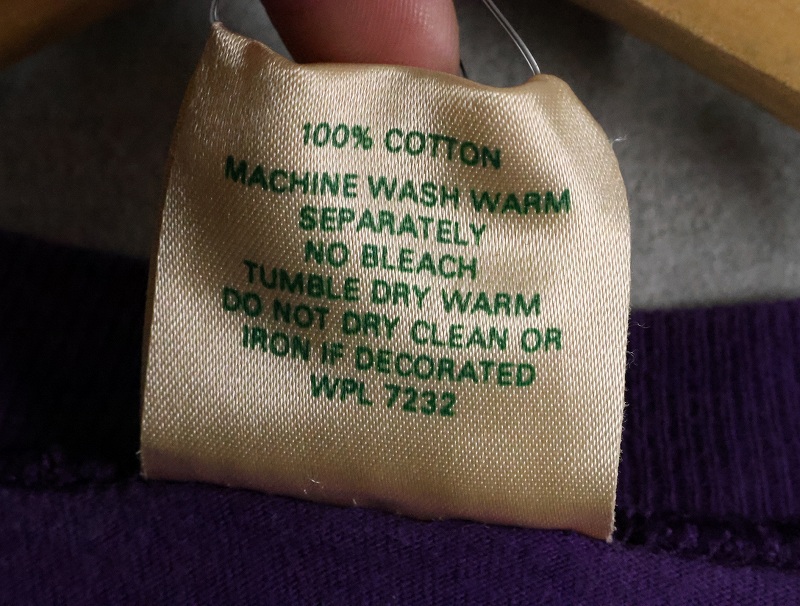 100% COTTON
MACHINE WASH WARM
SEPARATELY
NO BLEACH
TUMBLE DRY WARM
DO NOT DRY CLEAN OR
IRON IF DECORATED
WPL 7232